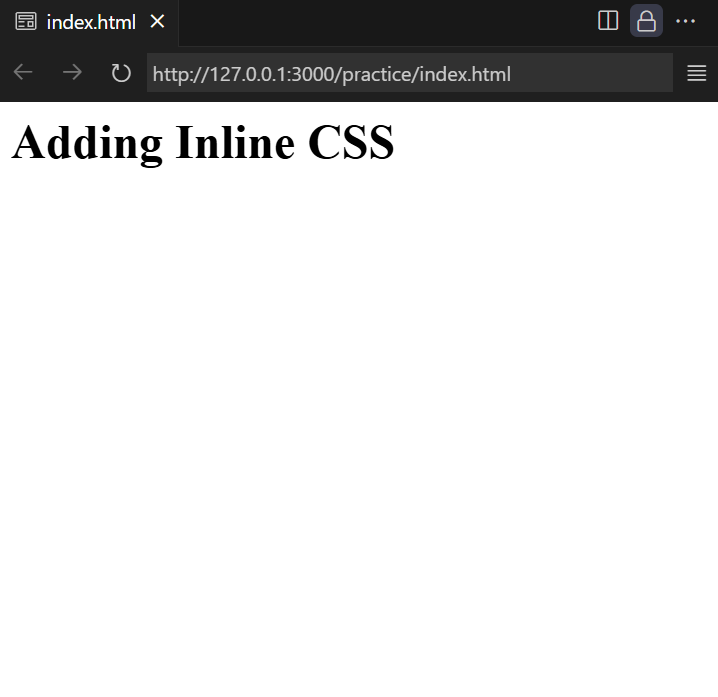 index.html
http://127.0.0.1:3000/practice/index.html
Adding Inline CSS